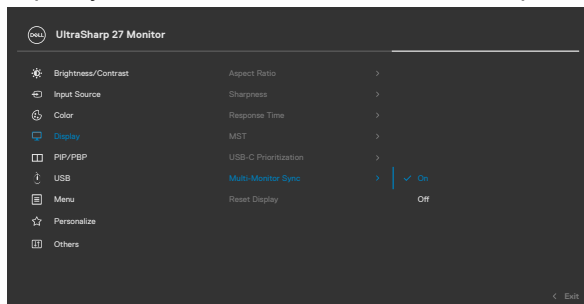 DELL UltraSharp 27 Monitor
Brightness/Contrast Aspect Ratio >
Input Source Sharpness >
Color Response Time >
Display MST >
PIP/PBP USB-C Prioritization >
USB Multi-Monitor Sync > ✓ On
Menu Reset Display Off
Personalize
Others
< Exit